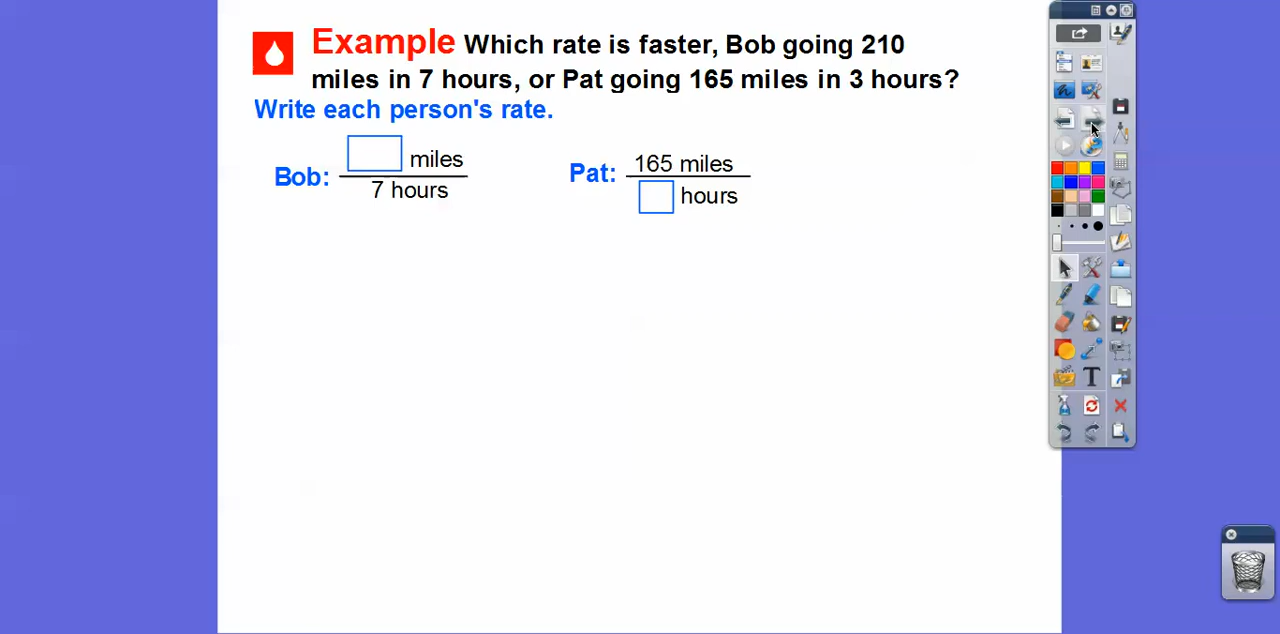 Example Which rate is faster, Bob going 210
miles in 7 hours, or Pat going 165 miles in 3 hours?
Write each person's rate.
Bob: miles
7 hours
Pat: 165 miles
hours
T